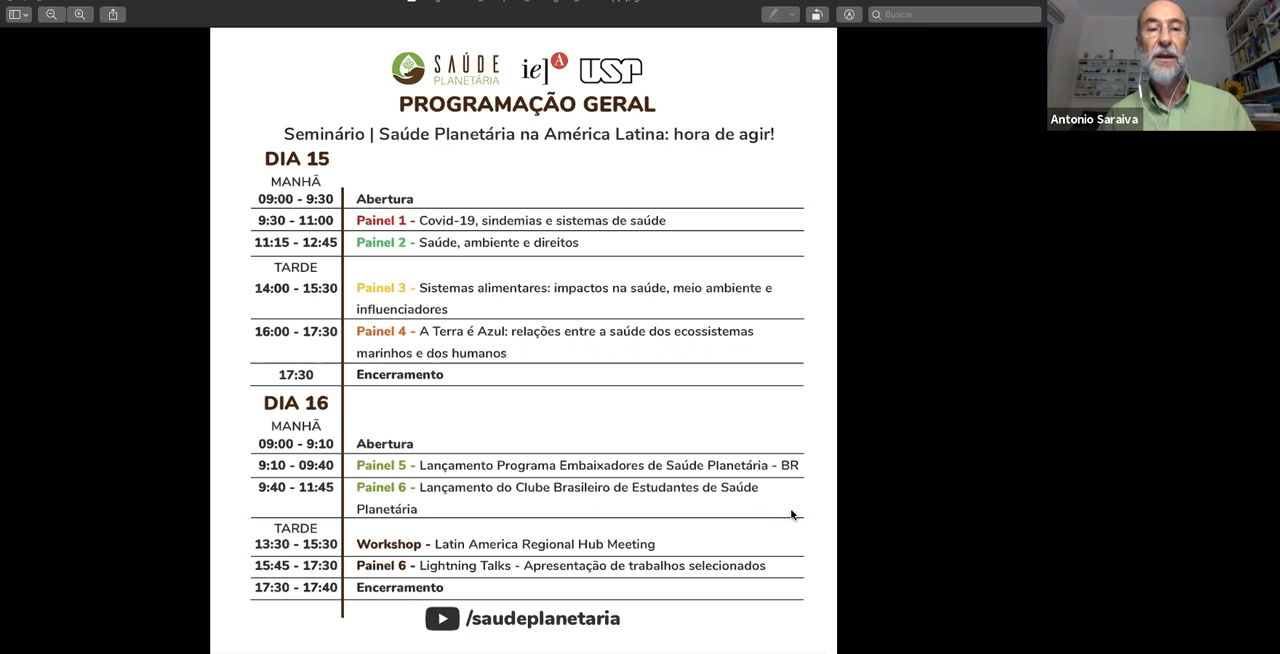 Buscar
Antonio Saraiva
SAÚDE
PLANETÁRIA
ie] A
USP
PROGRAMAÇÃO GERAL
Seminário | Saúde Planetária na América Latina: hora de agir!
DIA 15
MANHÃ
09:00 - 9:30 Abertura
9:30 - 11:00 Painel 1 - Covid-19, sindemias e sistemas de saúde
11:15 - 12:45 Painel 2 - Saúde, ambiente e direitos
TARDE
14:00 - 15:30 Painel 3 - Sistemas alimentares: impactos na saúde, meio ambiente e
influenciadores
16:00 - 17:30 Painel 4 - A Terra é Azul: relações entre a saúde dos ecossistemas
marinhos e dos humanos
17:30 Encerramento
DIA 16
MANHÃ
09:00 - 9:10 Abertura
9:10 - 09:40 Painel 5 - Lançamento Programa Embaixadores de Saúde Planetária - BR
9:40 - 11:45 Painel 6 - Lançamento do Clube Brasileiro de Estudantes de Saúde
Planetária
TARDE
13:30 - 15:30 Workshop - Latin America Regional Hub Meeting
15:45 - 17:30 Painel 6 - Lightning Talks - Apresentação de trabalhos selecionados
17:30 - 17:40 Encerramento
/saudeplanetaria